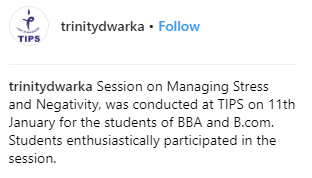 TIPS
trinitydwarka • Follow
trinitydwarka Session on Managing Stress
and Negativity, was conducted at TIPS on 11th
January for the students of BBA and B.com.
Students enthusiastically participated in the
session.